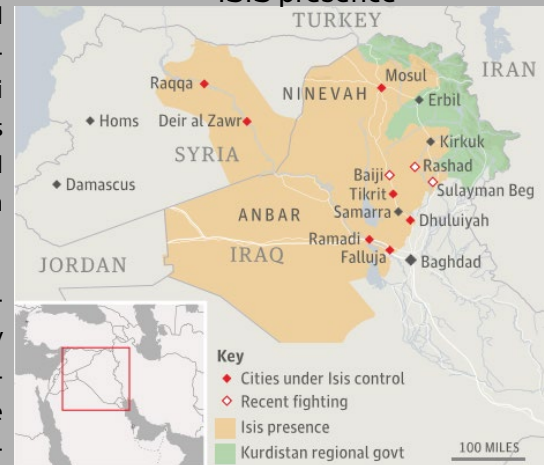 ISIS presence
TURKEY
IRAN
Mosul
Raqqa
NINEVAH
Erbil
Homs
Deir al Zawr
Kirkuk
SYRIA
Rashad
Baiji
Tikrit
Sulayman Beg
Damascus
Samarra
ANBAR
Dhuluiyah
Ramadi
IRAQ
Falluja
Baghdad
JORDAN
Key
Cities under Isis control
Recent fighting
Isis presence
Kurdistan regional govt
100 MILES